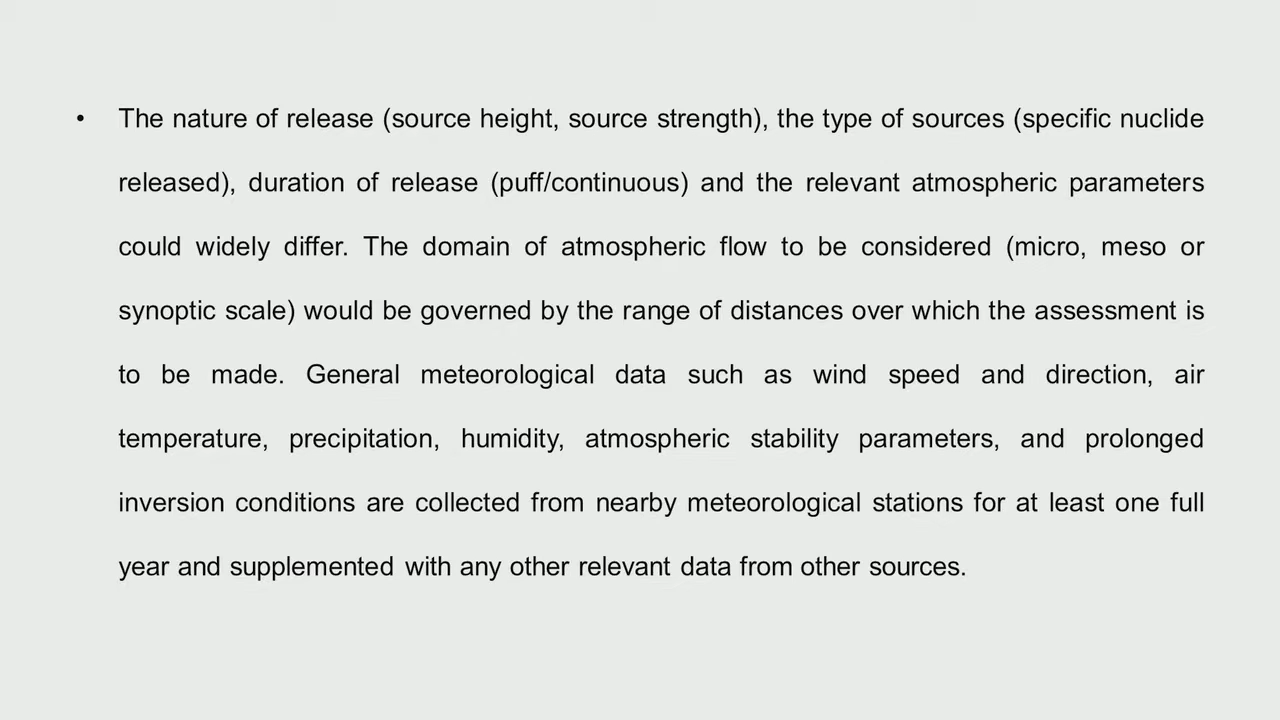 • The nature of release (source height, source strength), the type of sources (specific nuclide
released), duration of release (puff/continuous) and the relevant atmospheric parameters
could widely differ. The domain of atmospheric flow to be considered (micro, meso or
synoptic scale) would be governed by the range of distances over which the assessment is
to be made. General meteorological data such as wind speed and direction, air
temperature, precipitation, humidity, atmospheric stability parameters, and prolonged
inversion conditions are collected from nearby meteorological stations for at least one full
year and supplemented with any other relevant data from other sources.